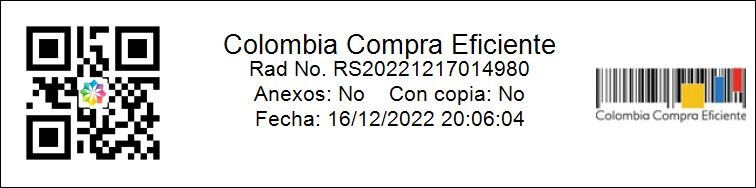 Colombia Compra Eficiente
Rad No. RS20221217014980
Anexos: No Con copia: No
Fecha: 16/12/2022 20:06:04
Colombia Compra Eficiente